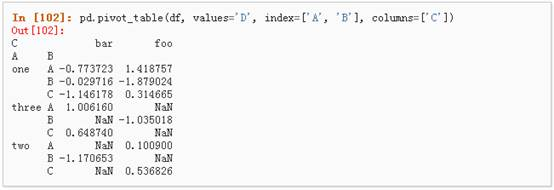 In [102]: pd.pivot_table(df, values='D', index=['A', 'B'], columns=['C'])
Out[102]:
C bar foo
A B
one A -0.773723 1.418757
B -0.029716 -1.879024
C -1.146178 0.314665
three A 1.006160 NaN
B NaN -1.035018
C 0.648740 NaN
two A NaN 0.100900
B -1.170653 NaN
C NaN 0.536826